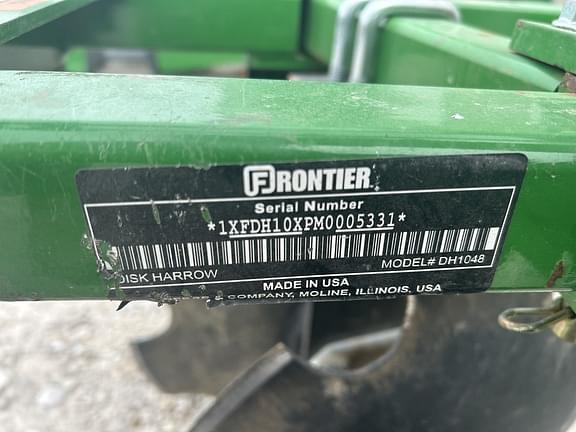 FRONTIER
Serial Number
*1XFDH10XPM0005331*
DISK HARROW MODEL# DH1048
MADE IN USA
& COMPANY, MOLINE, ILLINOIS, USA